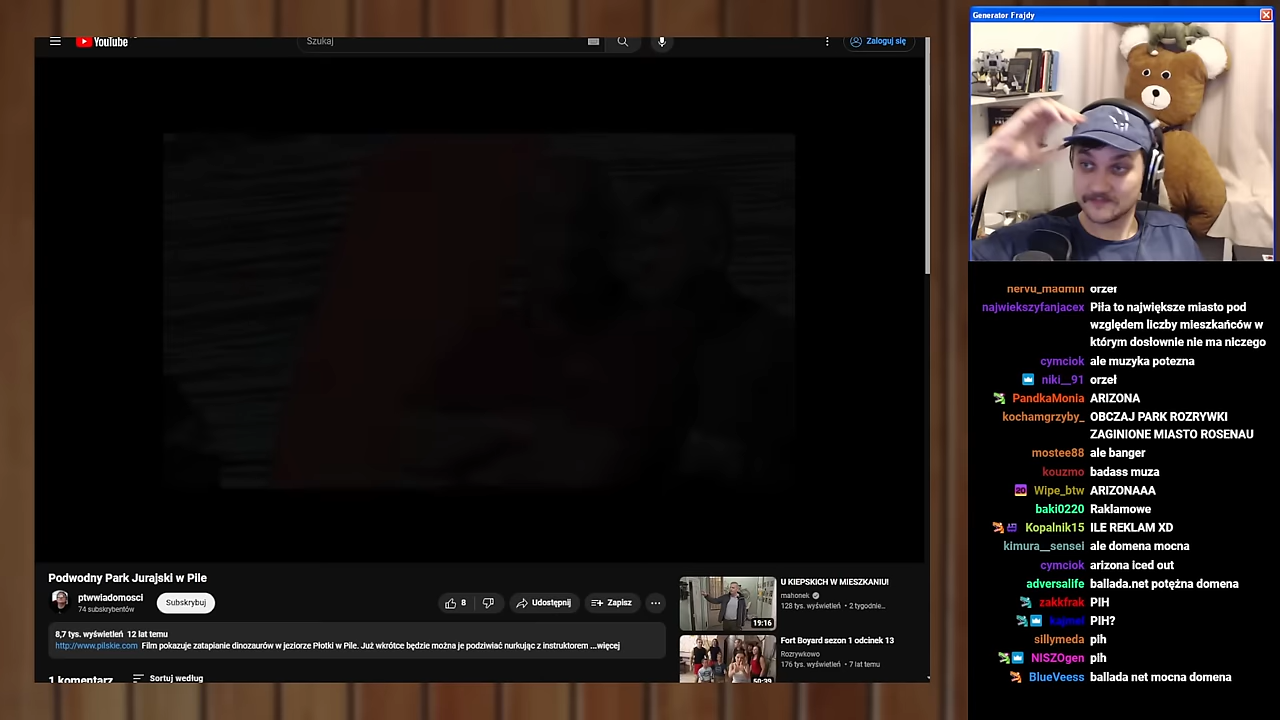 YouTube
Szukaj
Zaloguj się
Podwodny Park Jurajski w Pile
ptwwiadomosci
74 subskrybentów
Subskrybuj
8
Udostępnij
Zapisz
8,7 tys. wyświetleń 12 lat temu
http://www.pilskie.com Film pokazuje zatapianie dinozaurów w jeziorze Płotki w Pile. Już wkrótce będzie można je podziwiać nurkując z instruktorem ...więcej
1 komentarz
Sortuj według
19:16
U KIEPSKICH W MIESZKANIU!
mahonek
128 tys. wyświetleń • 2 tygodnie...
50:39
Fort Boyard sezon 1 odcinek 13
Rozrywkowo
176 tys. wyświetleń • 7 lat temu
Generator Frajdy
nervu_madmin orzeł
najwiekszyfanjacex Piła to największe miasto pod
względem liczby mieszkańców w
którym dosłownie nie ma niczego
cymciok ale muzyka potezna
niki__91 orzeł
PandkaMonia ARIZONA
kochamgrzyby_ OBCZAJ PARK ROZRYWKI
ZAGINIONE MIASTO ROSENAU
mostee88 ale banger
kouzmo badass muza
Wipe_btw ARIZONAAA
baki0220 Raklamowe
Kopalnik15 ILE REKLAM XD
kimura__sensei ale domena mocna
cymciok arizona iced out
adversalife ballada.net potężna domena
zakkfrak PIH
kajmel PIH?
sillymeda pih
NISZOgen pih
BlueVeess ballada net mocna domena